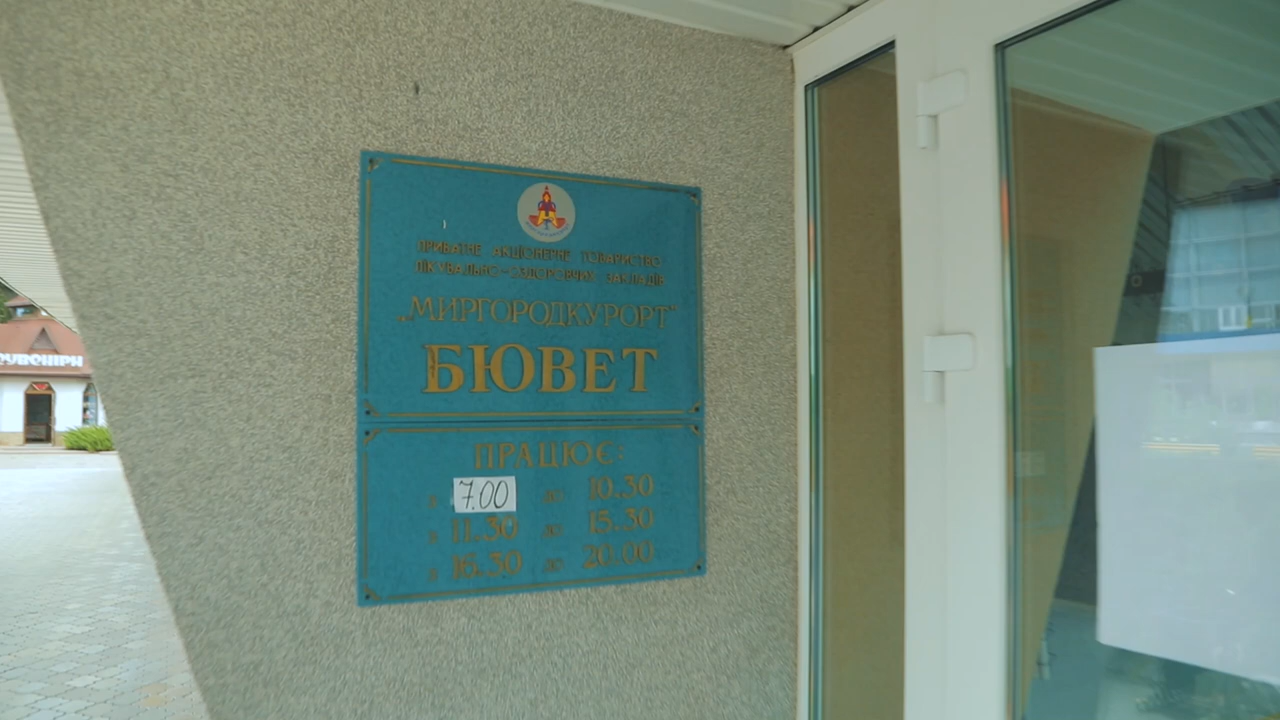 ПРИВАТНЕ АКЦІОНЕРНЕ ТОВАРИСТВО
ЛІКУВАЛЬНО-ОЗДОРОВЧИХ ЗАКЛАДІВ
„МИРГОРОДКУРОРТ"
БЮВЕТ
ПРАЦЮЄ:
з 7.00 до 10.30
з 11.30 до 15.30
з 16.30 до 20.00